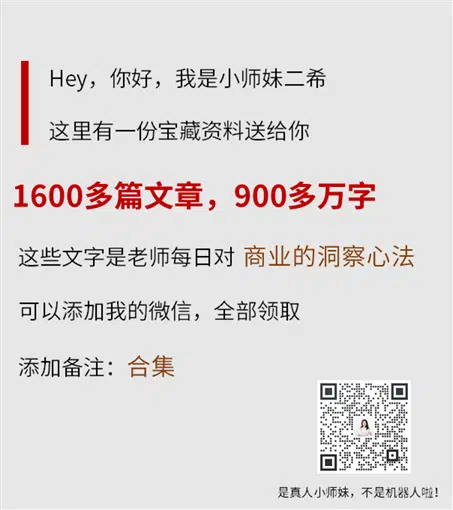 Hey，你好，我是小师妹二希
这里有一份宝藏资料送给你
1600多篇文章，900多万字
这些文字是老师每日对 商业的洞察心法
可以添加我的微信，全部领取
添加备注：合集
是真人小师妹，不是机器人啦！